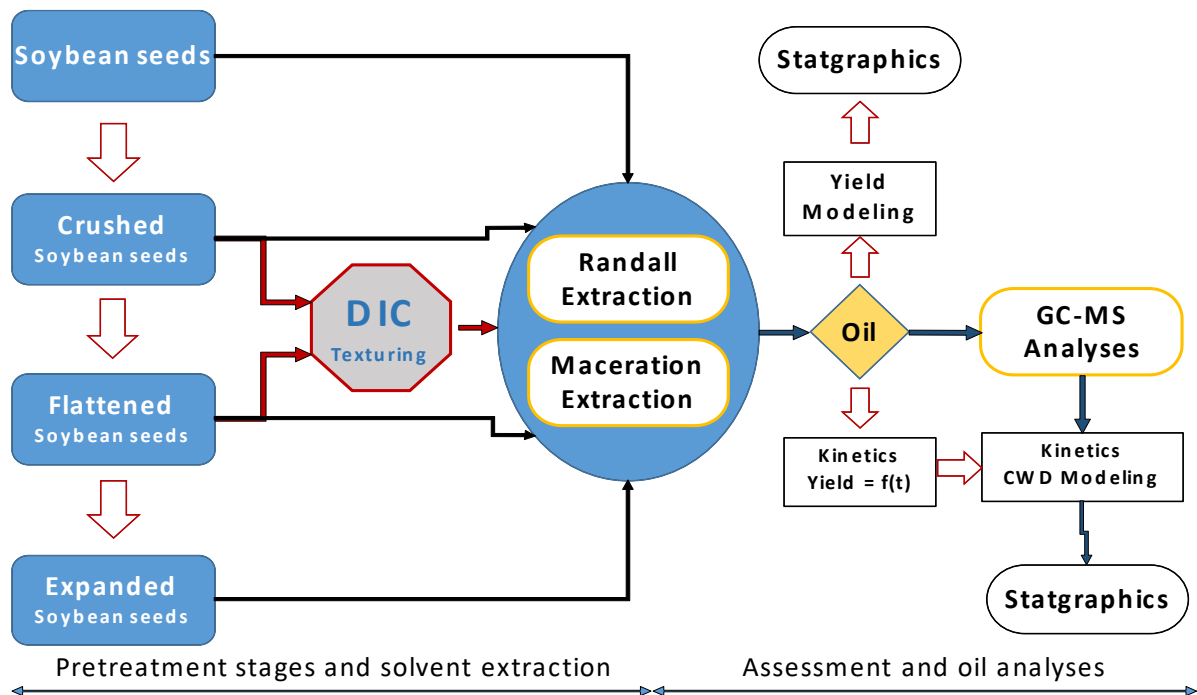 Soybean seeds
Crushed
Soybean seeds
Flattened
Soybean seeds
Expanded
Soybean seeds
DIC
Texturing
Randall
Extraction
Maceration
Extraction
Oil
Statgraphics
Yield
Modeling
GC-MS
Analyses
Kinetics
Yield = f(t)
Kinetics
CWD Modeling
Statgraphics
Pretreatment stages and solvent extraction
Assessment and oil analyses